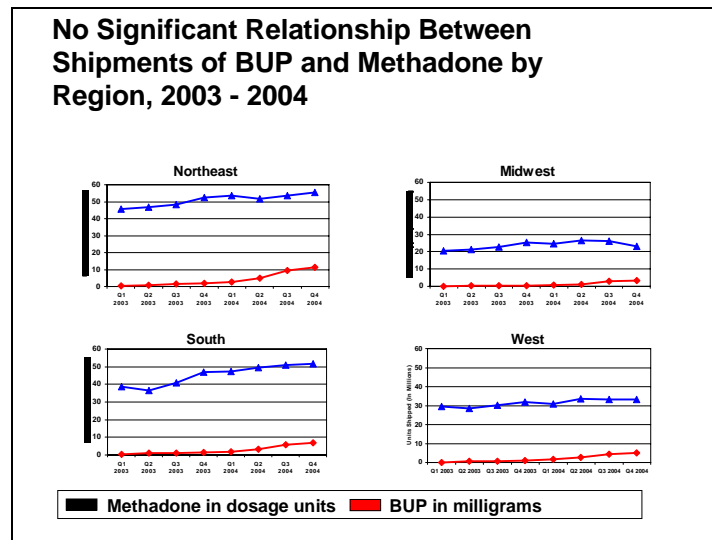 No Significant Relationship Between
Shipments of BUP and Methadone by
Region, 2003 - 2004
Northeast
60
50
40
30
20
10
0
Q1 Q2 Q3 Q4 Q1 Q2 Q3 Q4
2003 2003 2003 2003 2004 2004 2004 2004
Midwest
60
50
40
30
20
10
0
Q1 Q2 Q3 Q4 Q1 Q2 Q3 Q4
2003 2003 2003 2003 2004 2004 2004 2004
South
60
50
40
30
20
10
0
Q1 Q2 Q3 Q4 Q1 Q2 Q3 Q4
2003 2003 2003 2003 2004 2004 2004 2004
West
Units Shipped (In Millions)
60
50
40
30
20
10
0
Q1 2003 Q2 2003 Q3 2003 Q4 2003 Q1 2004 Q2 2004 Q3 2004 Q4 2004
Methadone in dosage units BUP in milligrams